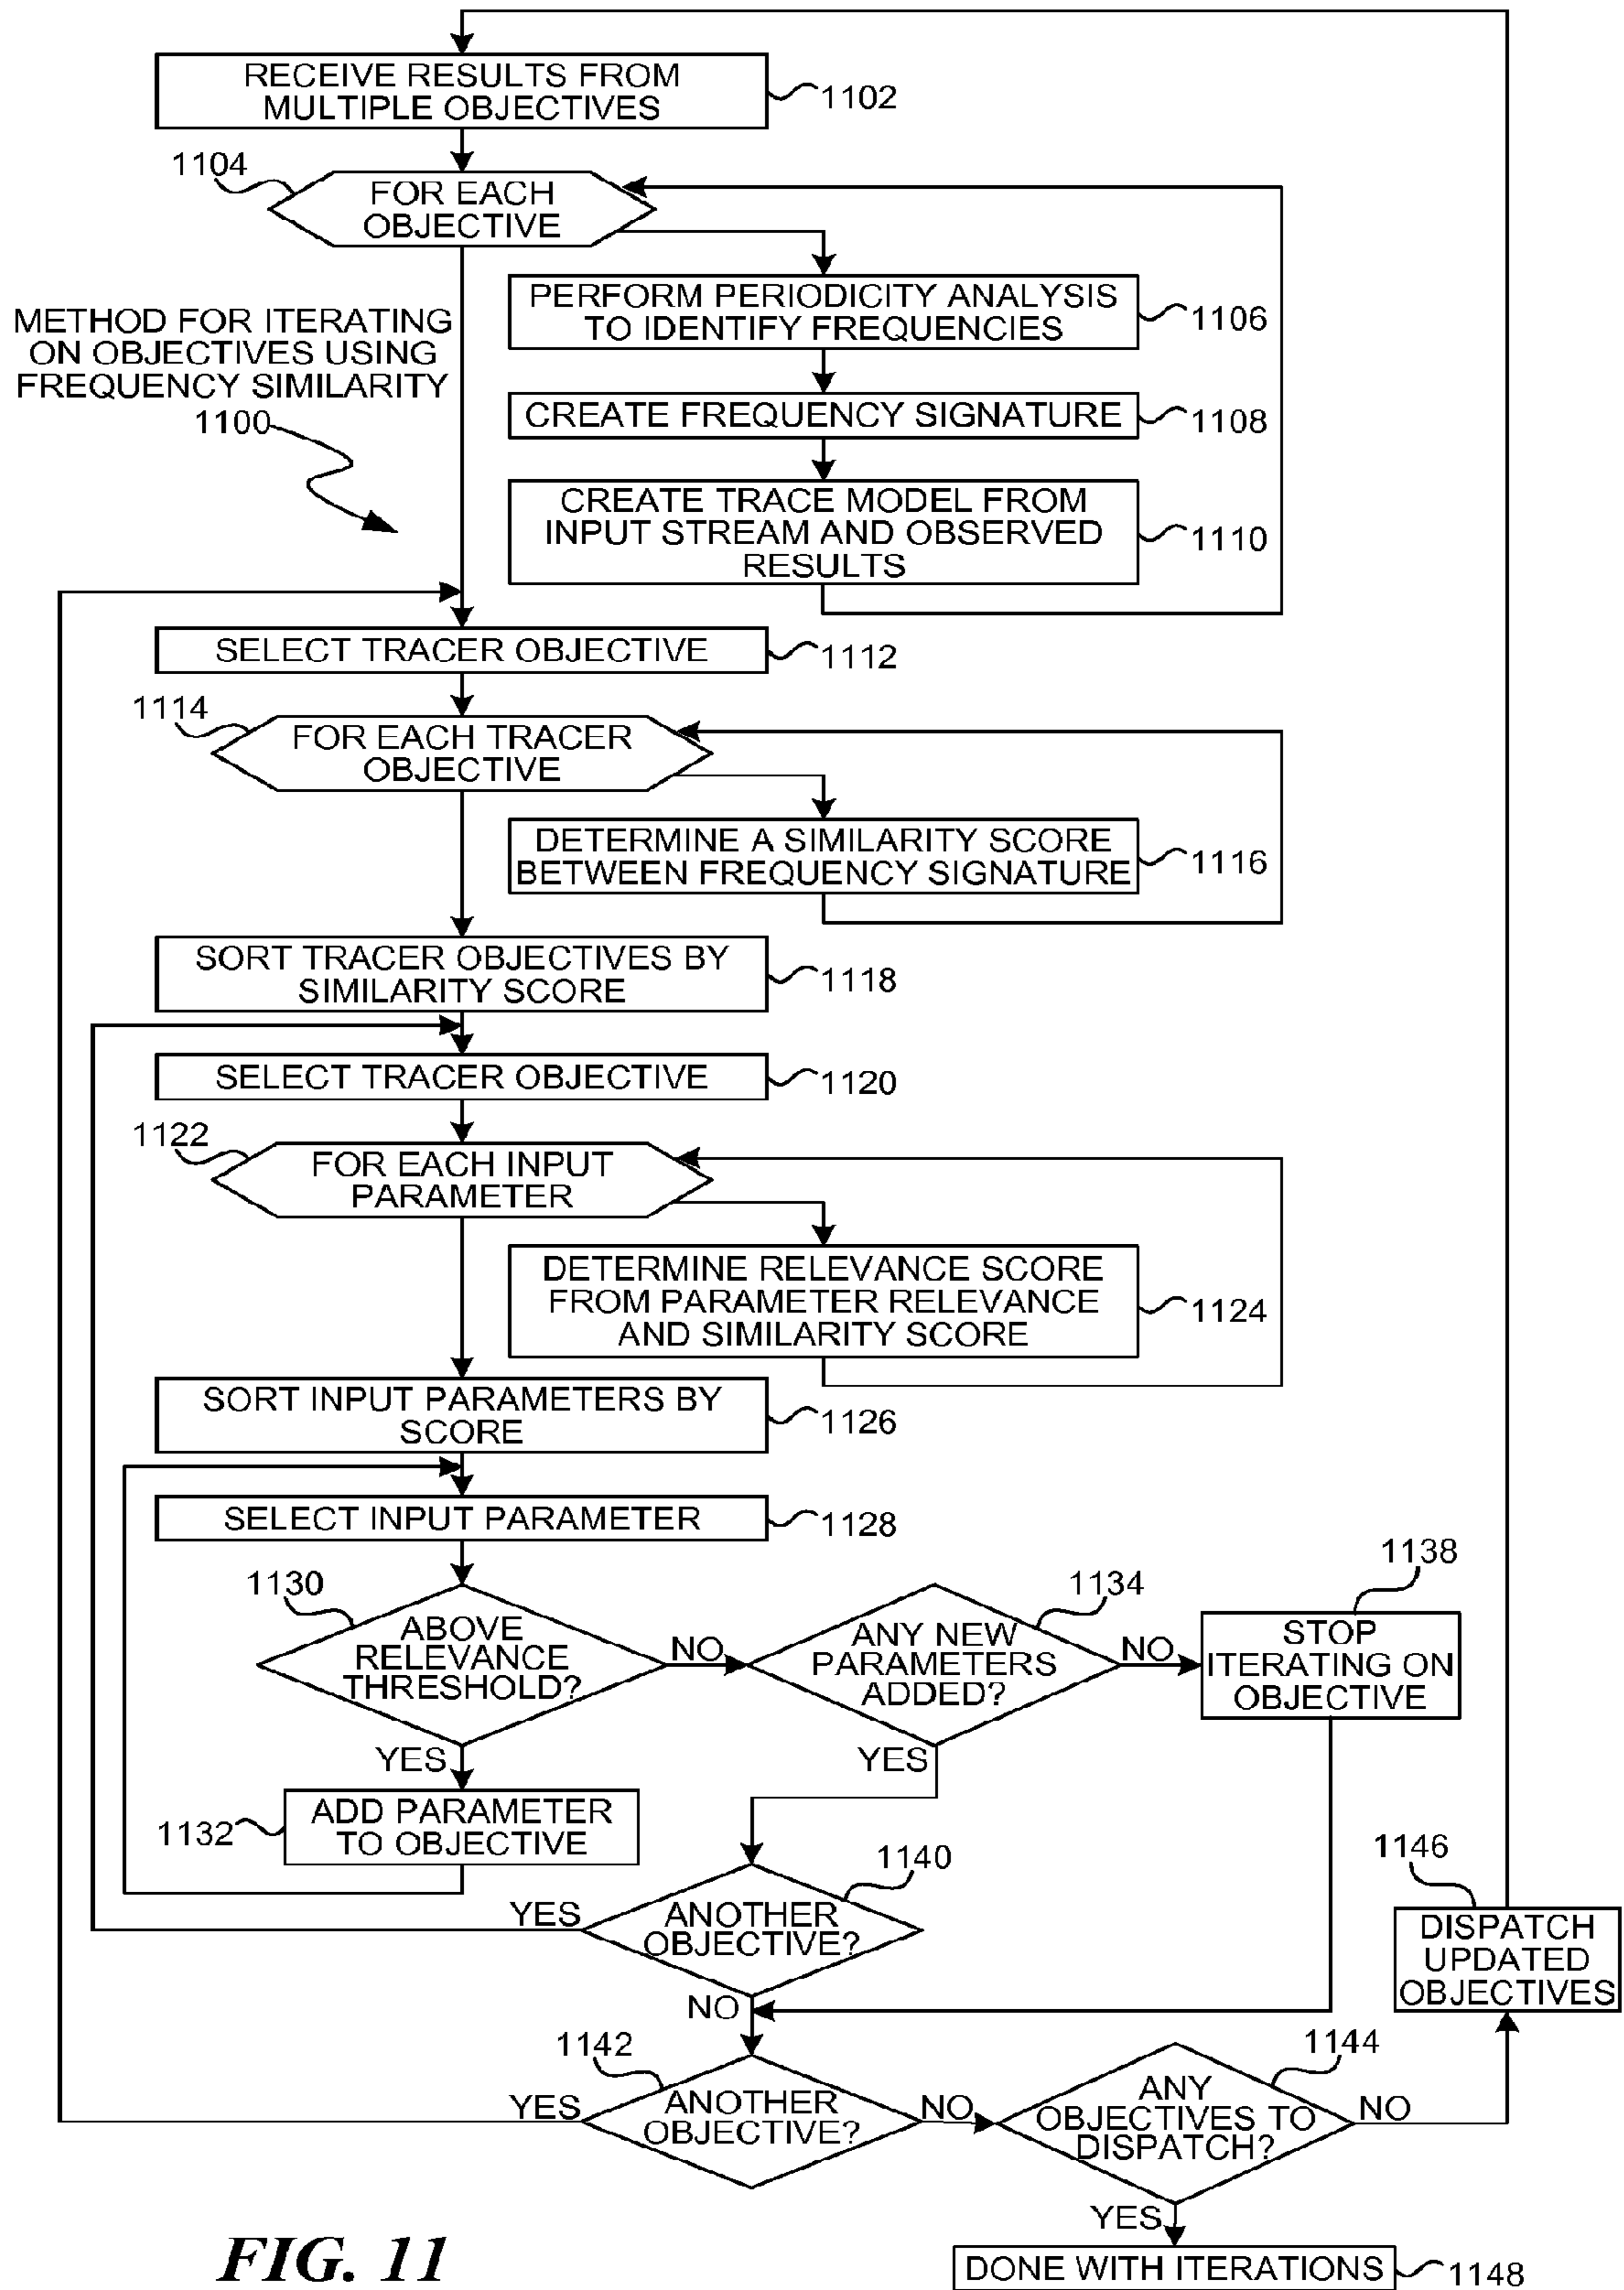 RECEIVE RESULTS FROM
MULTIPLE OBJECTIVES
1102
1104
FOR EACH
OBJECTIVE
METHOD FOR ITERATING
ON OBJECTIVES USING
FREQUENCY SIMILARITY
1100
PERFORM PERIODICITY ANALYSIS
TO IDENTIFY FREQUENCIES
1106
CREATE FREQUENCY SIGNATURE
1108
CREATE TRACE MODEL FROM
INPUT STREAM AND OBSERVED
RESULTS
1110
SELECT TRACER OBJECTIVE
1112
1114
FOR EACH TRACER
OBJECTIVE
DETERMINE A SIMILARITY SCORE
BETWEEN FREQUENCY SIGNATURE
1116
SORT TRACER OBJECTIVES BY
SIMILARITY SCORE
1118
SELECT TRACER OBJECTIVE
1120
1122
FOR EACH INPUT
PARAMETER
DETERMINE RELEVANCE SCORE
FROM PARAMETER RELEVANCE
AND SIMILARITY SCORE
1124
SORT INPUT PARAMETERS BY
SCORE
1126
SELECT INPUT PARAMETER
1128
1130
ABOVE
RELEVANCE
THRESHOLD?
NO
YES
1134
ANY NEW
PARAMETERS
ADDED?
NO
YES
1138
STOP
ITERATING ON
OBJECTIVE
1132
ADD PARAMETER
TO OBJECTIVE
1140
ANOTHER
OBJECTIVE?
YES
NO
1146
DISPATCH
UPDATED
OBJECTIVES
1142
ANOTHER
OBJECTIVE?
YES
NO
1144
ANY
OBJECTIVES TO
DISPATCH?
NO
YES
DONE WITH ITERATIONS
1148
FIG. 11